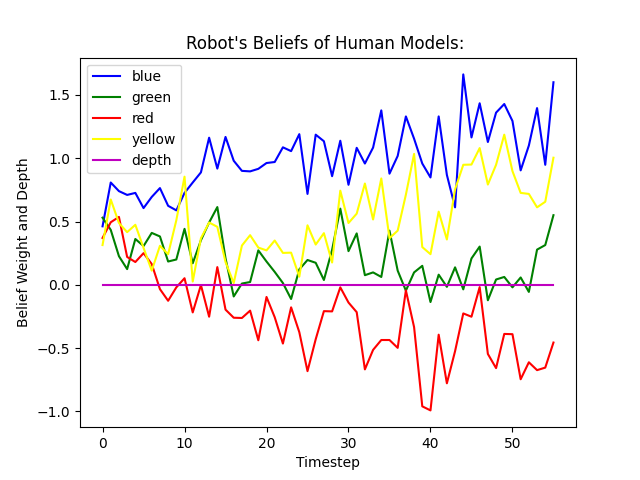 Robot's Beliefs of Human Models:
blue
green
red
yellow
depth
Belief Weight and Depth
1.5
1.0
0.5
0.0
−0.5
−1.0
0 10 20 30 40 50
Timestep